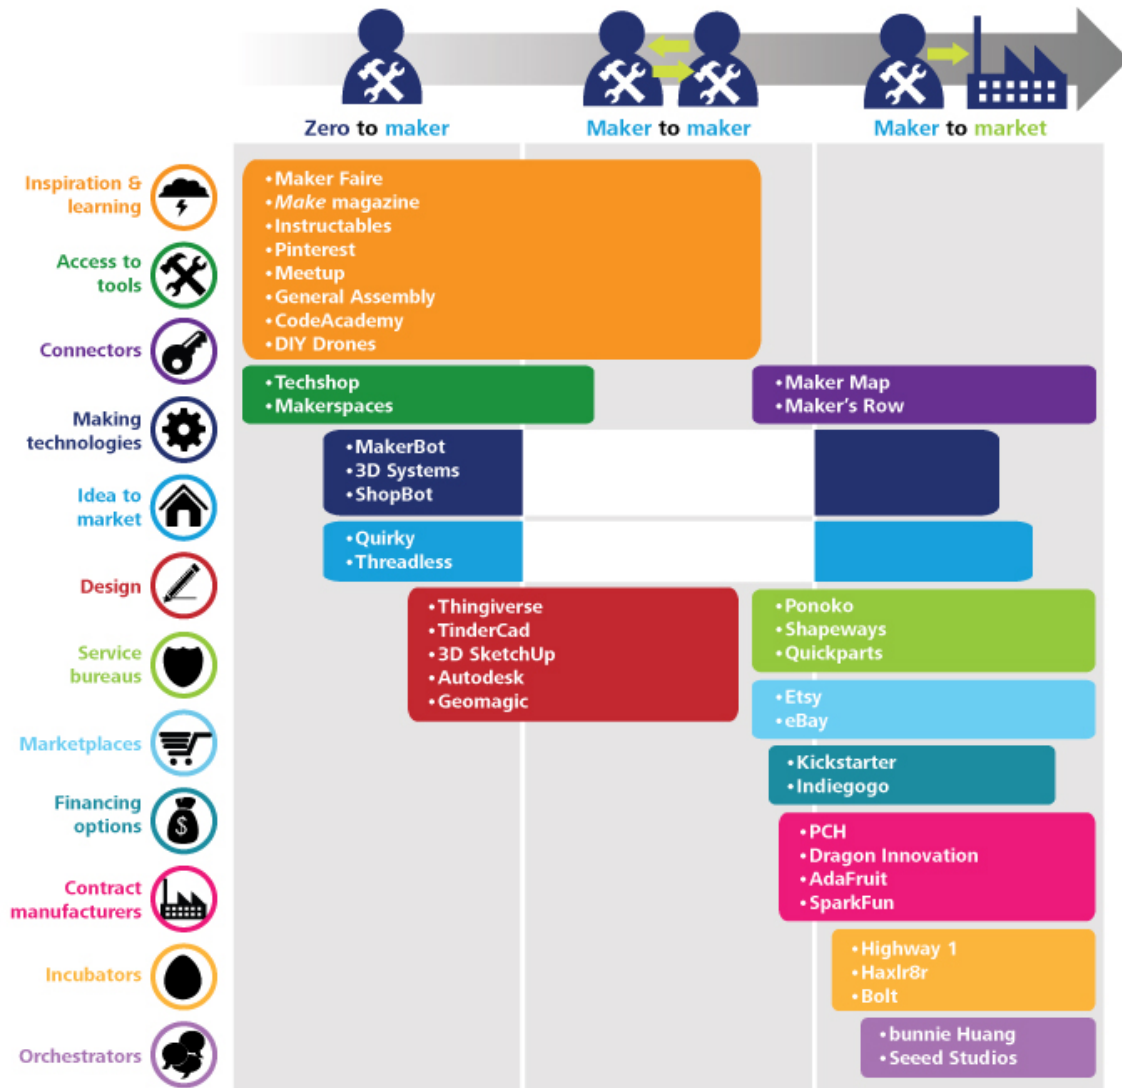 Zero to maker
Maker to maker
Maker to market
Inspiration &
learning
Access to
tools
Connectors
Making
technologies
Idea to
market
Design
Service
bureaus
Marketplaces
Financing
options
Contract
manufacturers
Incubators
Orchestrators
•Maker Faire
•Make magazine
•Instructables
•Pinterest
•Meetup
•General Assembly
•CodeAcademy
•DIY Drones
•Techshop
•Makerspaces
•Maker Map
•Maker's Row
•MakerBot
•3D Systems
•ShopBot
•Quirky
•Threadless
•Thingiverse
•TinderCad
•3D SketchUp
•Autodesk
•Geomagic
•Ponoko
•Shapeways
•Quickparts
•Etsy
•eBay
•Kickstarter
•Indiegogo
•PCH
•Dragon Innovation
•AdaFruit
•SparkFun
•Highway 1
•Haxlr8r
•Bolt
•bunnie Huang
•Seeed Studios
$